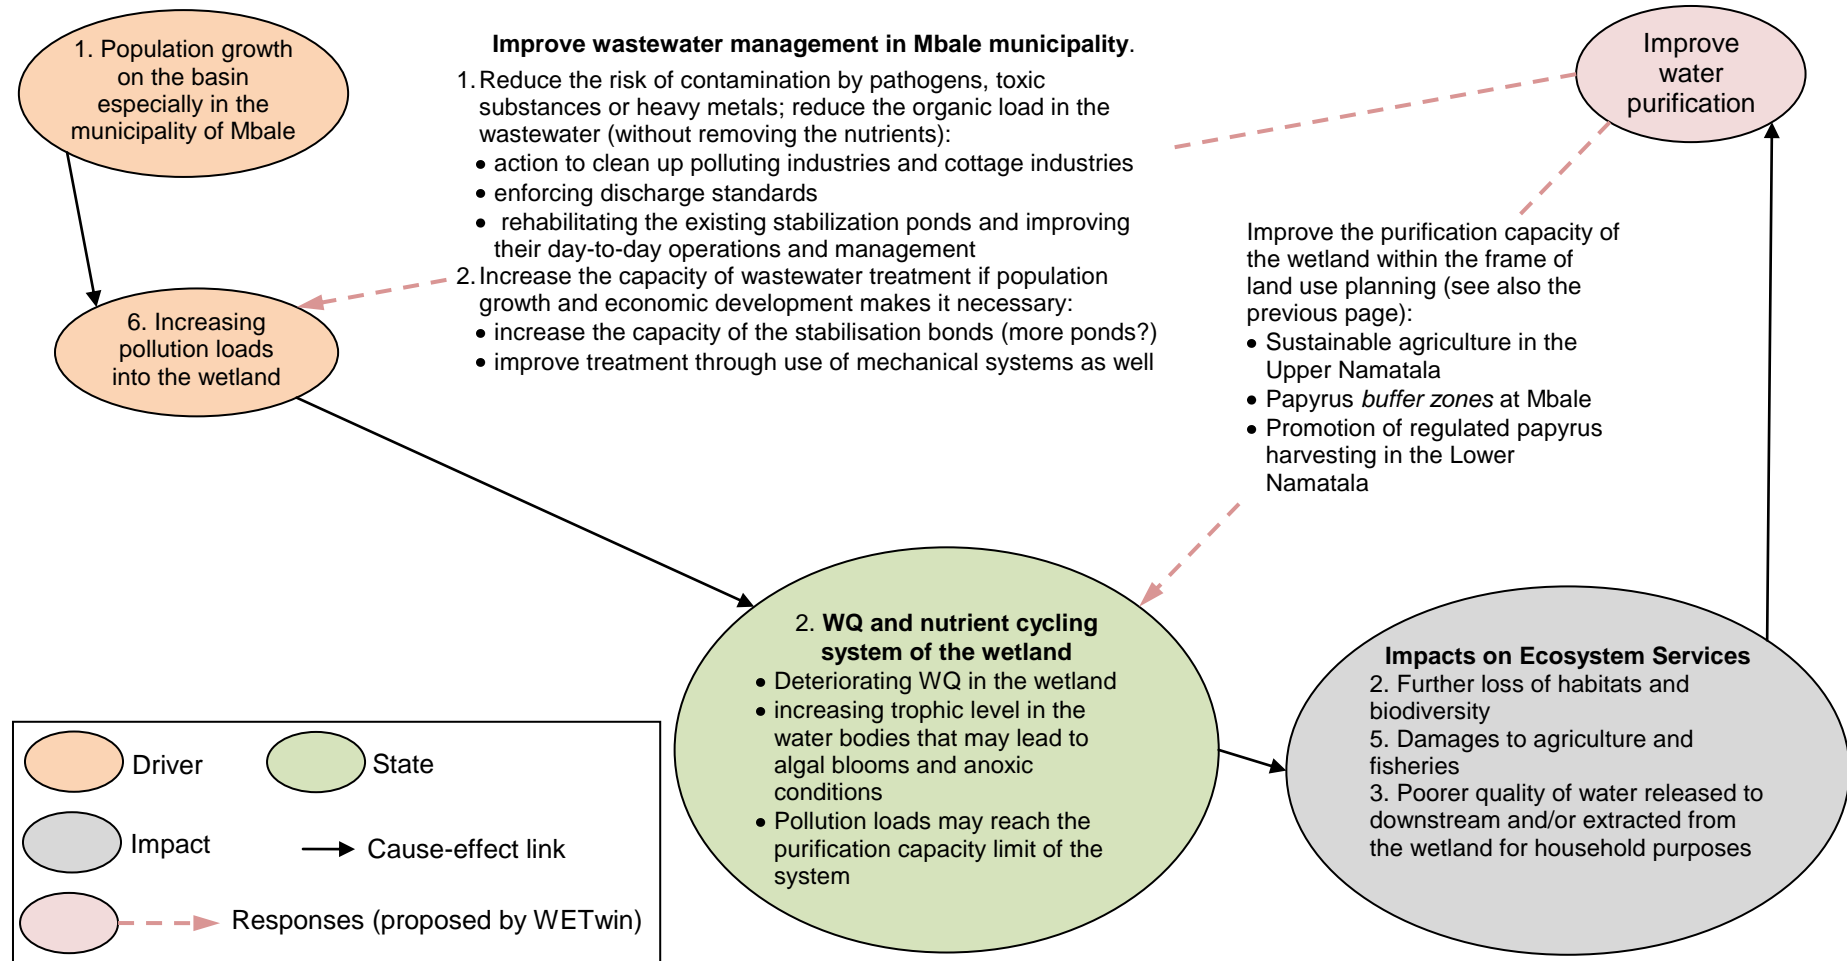 1. Population growth
on the basin
especially in the
municipality of Mbale
Improve wastewater management in Mbale municipality.
1. Reduce the risk of contamination by pathogens, toxic
substances or heavy metals; reduce the organic load in the
wastewater (without removing the nutrients):
• action to clean up polluting industries and cottage industries
• enforcing discharge standards
• rehabilitating the existing stabilization ponds and improving
their day-to-day operations and management
2. Increase the capacity of wastewater treatment if population
growth and economic development makes it necessary:
• increase the capacity of the stabilisation bonds (more ponds?)
• improve treatment through use of mechanical systems as well
Improve
water
purification
6. Increasing
pollution loads
into the wetland
Improve the purification capacity of
the wetland within the frame of
land use planning (see also the
previous page):
• Sustainable agriculture in the
Upper Namatala
• Papyrus buffer zones at Mbale
• Promotion of regulated papyrus
harvesting in the Lower
Namatala
2. WQ and nutrient cycling
system of the wetland
• Deteriorating WQ in the wetland
• increasing trophic level in the
water bodies that may lead to
algal blooms and anoxic
conditions
• Pollution loads may reach the
purification capacity limit of the
system
Impacts on Ecosystem Services
2. Further loss of habitats and
biodiversity
5. Damages to agriculture and
fisheries
3. Poorer quality of water released to
downstream and/or extracted from
the wetland for household purposes
Driver
State
Impact
Cause-effect link
Responses (proposed by WETwin)